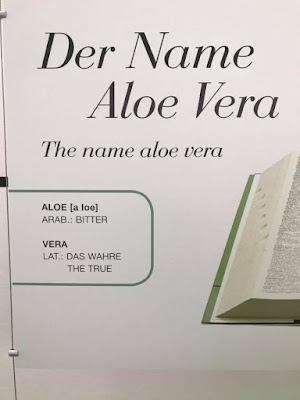 Der Name
Aloe Vera
The name aloe vera
ALOE [a loe]
ARAB.: BITTER
VERA
LAT.: DAS WAHRE
THE TRUE